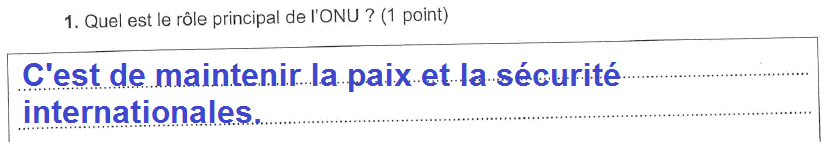 1. Quel est le rôle principal de l'ONU ? (1 point)
C'est de maintenir la paix et la sécurité
internationales.